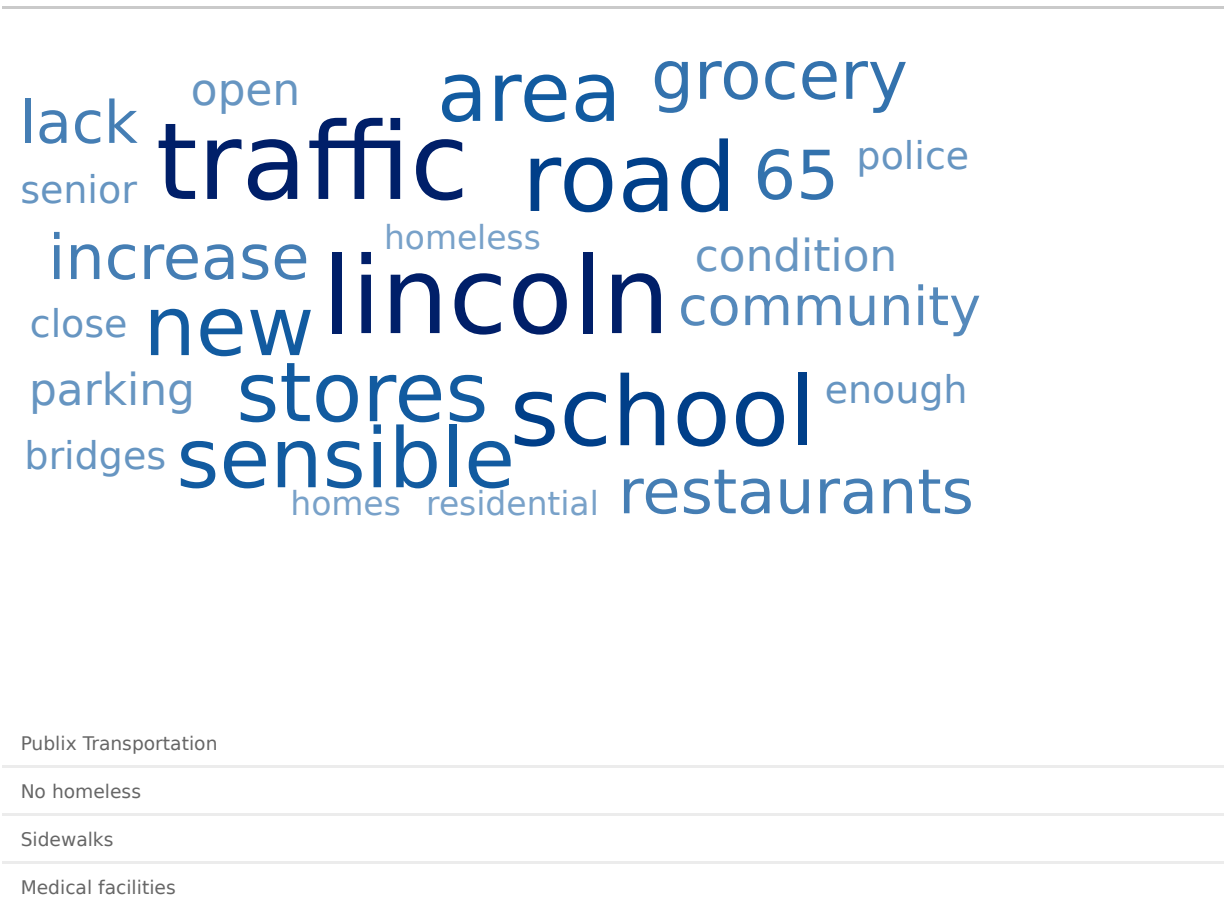 open area grocery
lack traffic road 65 police
senior
homeless
increase lincoln condition
close new community
parking stores school enough
bridges sensible
homes residential restaurants
Publix Transportation
No homeless
Sidewalks
Medical facilities